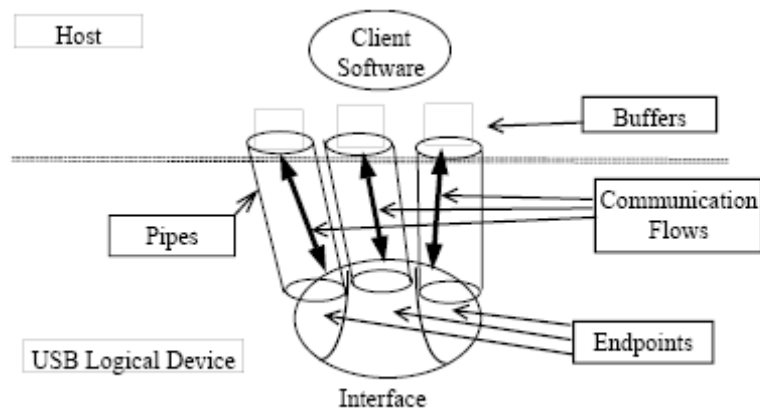 Host
Client
Software
Buffers
Communication
Flows
Pipes
Endpoints
USB Logical Device
Interface